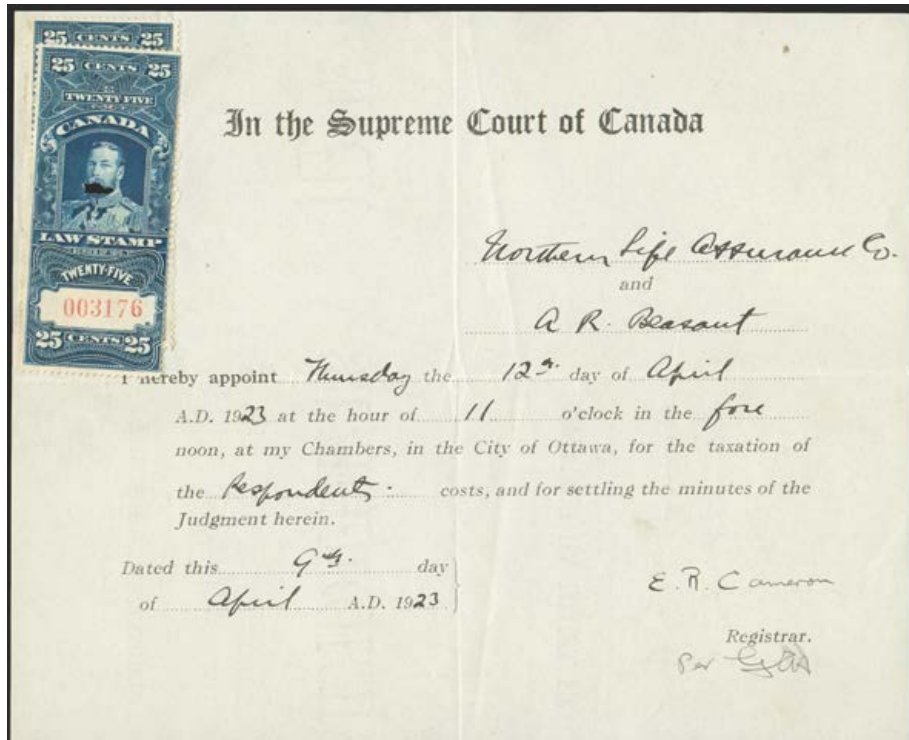 25 CENTS 25
25 CENTS 25
TWENTY FIVE
CANADA
LAW STAMP
TWENTY-FIVE
003176
25 CENTS 25
In the Supreme Court of Canada
Northern Life Assurance Co.
and
A R. Beasant
I hereby appoint Thursday the 12th day of April
A.D. 1923 at the hour of 11 o'clock in the fore
noon, at my Chambers, in the City of Ottawa, for the taxation of
the Respondents costs, and for settling the minutes of the
Judgment herein.
Dated this 9th day
of April A.D. 1923
E. R. Cameron
Registrar.
Per